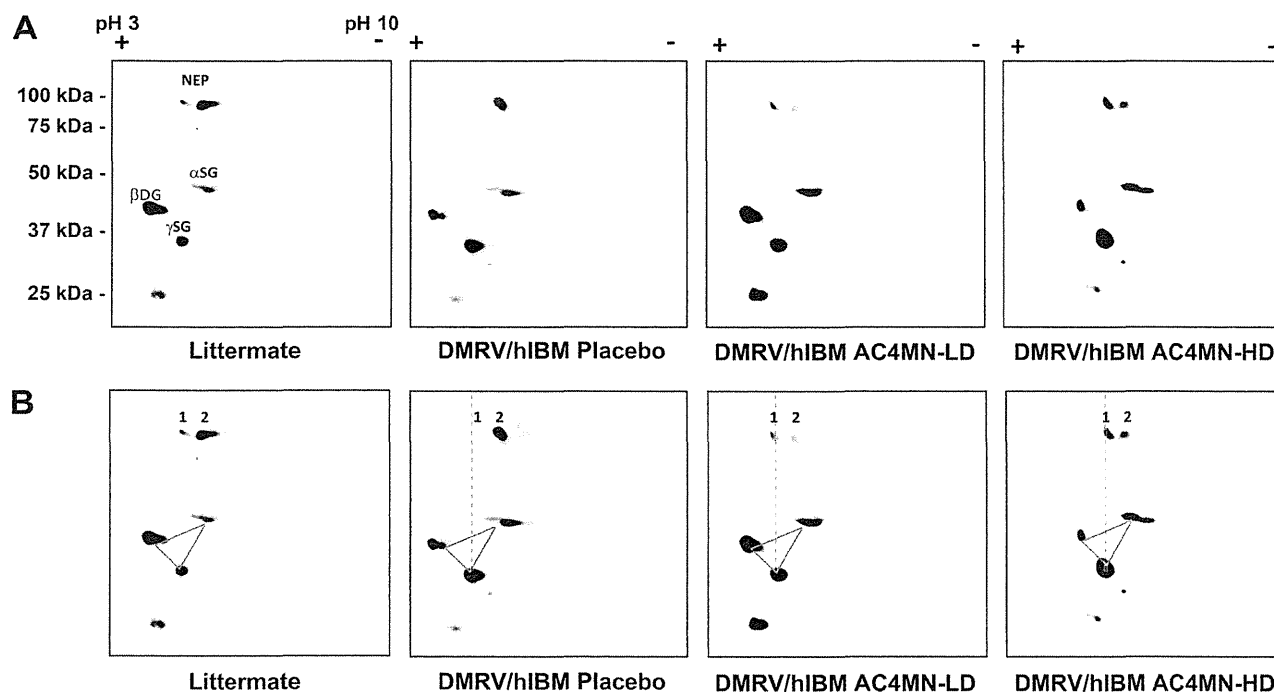 A
pH 3
pH 10
+ - + - + - + -
100 kDa -
75 kDa -
50 kDa -
37 kDa -
25 kDa -
NEP
αSG
βDG
γSG
Littermate
DMRV/hIBM Placebo
DMRV/hIBM AC4MN-LD
DMRV/hIBM AC4MN-HD
B
1 2
1 2
1 2
1 2
Littermate
DMRV/hIBM Placebo
DMRV/hIBM AC4MN-LD
DMRV/hIBM AC4MN-HD